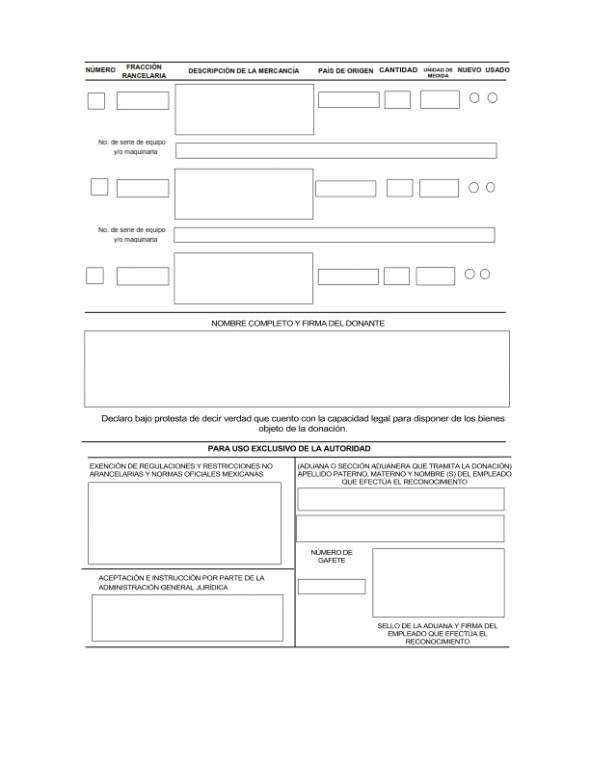 NÚMERO FRACCIÓN RANCELARIA DESCRIPCIÓN DE LA MERCANCÍA PAÍS DE ORIGEN CANTIDAD UNIDAD DE MEDIDA NUEVO USADO
No. de serie de equipo
y/o maquinaria
No. de serie de equipo
y/o maquinaria
NOMBRE COMPLETO Y FIRMA DEL DONANTE
Declaro bajo protesta de decir verdad que cuento con la capacidad legal para disponer de los bienes
objeto de la donación.
PARA USO EXCLUSIVO DE LA AUTORIDAD
EXENCIÓN DE REGULACIONES Y RESTRICCIONES NO
ARANCELARIAS Y NORMAS OFICIALES MEXICANAS
(ADUANA O SECCIÓN ADUANERA QUE TRAMITA LA DONACIÓN)
APELLIDO PATERNO, MATERNO Y NOMBRE (S) DEL EMPLEADO
QUE EFECTÚA EL RECONOCIMIENTO
NÚMERO DE
GAFETE
ACEPTACIÓN E INSTRUCCIÓN POR PARTE DE LA
ADMINISTRACIÓN GENERAL JURÍDICA
SELLO DE LA ADUANA Y FIRMA DEL
EMPLEADO QUE EFECTÚA EL
RECONOCIMIENTO